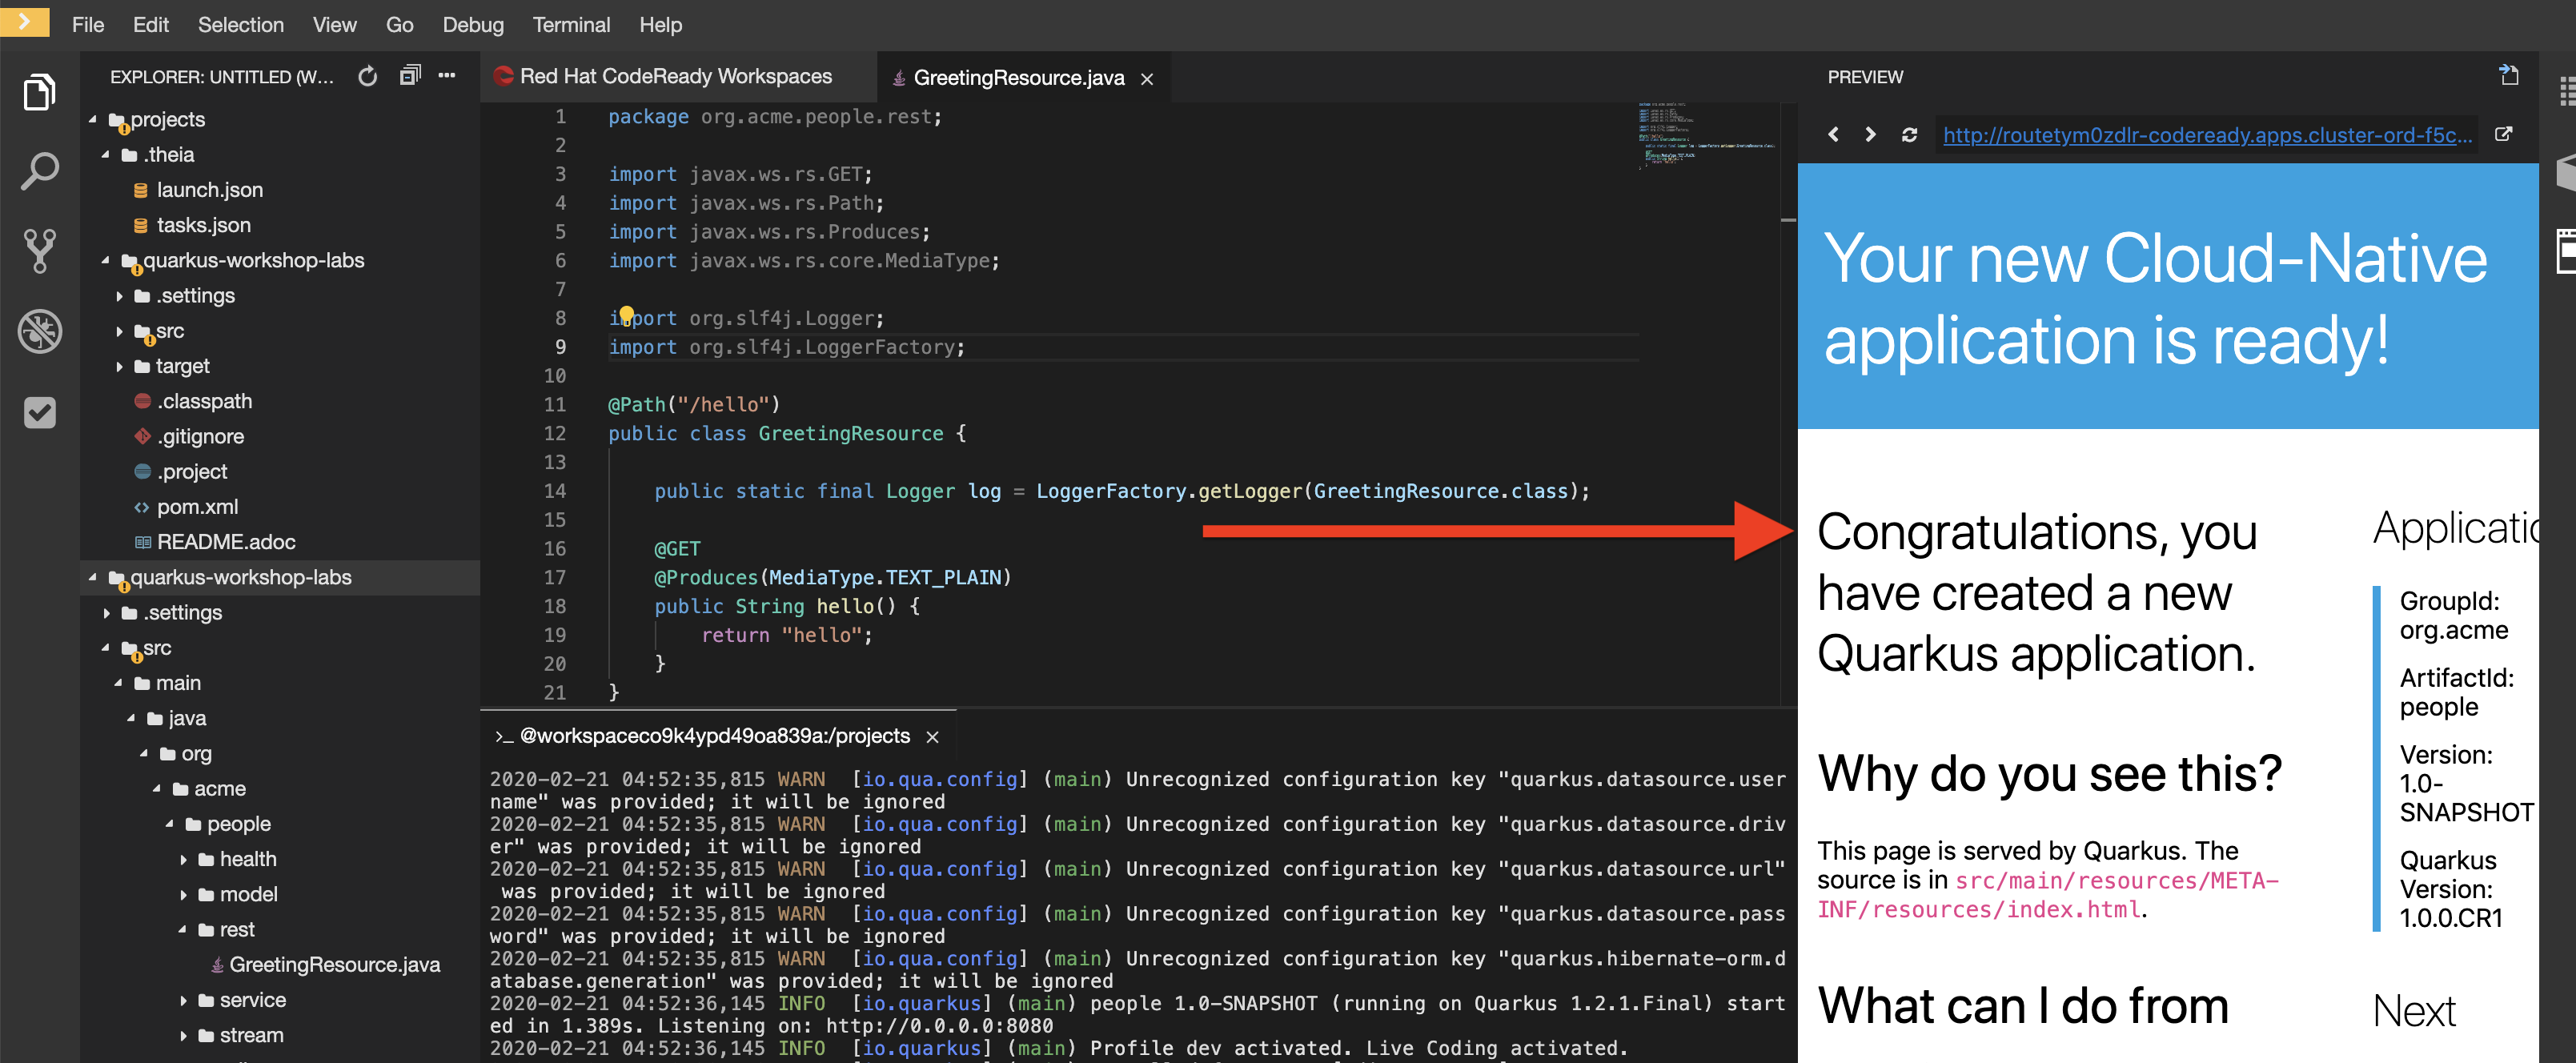 File Edit Selection View Go Debug Terminal Help
EXPLORER: UNTITLED (W...
projects
.theia
launch.json
tasks.json
quarkus-workshop-labs
.settings
src
target
.classpath
.gitignore
.project
pom.xml
README.adoc
quarkus-workshop-labs
.settings
src
main
java
org
acme
people
health
model
rest
GreetingResource.java
service
stream
Red Hat CodeReady Workspaces
GreetingResource.java
1 package org.acme.people.rest;
2
3 import javax.ws.rs.GET;
4 import javax.ws.rs.Path;
5 import javax.ws.rs.Produces;
6 import javax.ws.rs.core.MediaType;
7
8 import org.slf4j.Logger;
9 import org.slf4j.LoggerFactory;
10
11 @Path("/hello")
12 public class GreetingResource {
13
14 public static final Logger log = LoggerFactory.getLogger(GreetingResource.class);
15
16 @GET
17 @Produces(MediaType.TEXT_PLAIN)
18 public String hello() {
19 return "hello";
20 }
21 }
>_ @workspaceco9k4ypd49oa839a:/projects
2020-02-21 04:52:35,815 WARN [io.qua.config] (main) Unrecognized configuration key "quarkus.datasource.user
name" was provided; it will be ignored
2020-02-21 04:52:35,815 WARN [io.qua.config] (main) Unrecognized configuration key "quarkus.datasource.driv
er" was provided; it will be ignored
2020-02-21 04:52:35,815 WARN [io.qua.config] (main) Unrecognized configuration key "quarkus.datasource.url"
was provided; it will be ignored
2020-02-21 04:52:35,815 WARN [io.qua.config] (main) Unrecognized configuration key "quarkus.datasource.pass
word" was provided; it will be ignored
2020-02-21 04:52:35,815 WARN [io.qua.config] (main) Unrecognized configuration key "quarkus.hibernate-orm.d
atabase.generation" was provided; it will be ignored
2020-02-21 04:52:36,145 INFO [io.quarkus] (main) people 1.0-SNAPSHOT (running on Quarkus 1.2.1.Final) start
ed in 1.389s. Listening on: http://0.0.0.0:8080
2020-02-21 04:52:36,145 INFO [io.quarkus] (main) Profile dev activated. Live Coding activated.
PREVIEW
http://routetym0zdlr-codeready.apps.cluster-ord-f5c...
Your new Cloud-Native
application is ready!
Congratulations, you
have created a new
Quarkus application.
Why do you see this?
This page is served by Quarkus. The
source is in src/main/resources/META-
INF/resources/index.html.
What can I do from
Applicatio
GroupId:
org.acme
ArtifactId:
people
Version:
1.0-
SNAPSHOT
Quarkus
Version:
1.0.0.CR1
Next